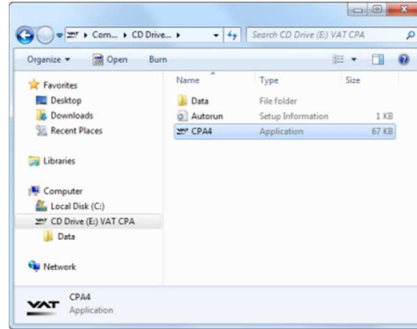 Com... ▸ CD Drive... ▸
Search CD Drive (E:) VAT CPA
Organize
Open
Burn
Name
Type
Size
Favorites
Desktop
Downloads
Recent Places
Libraries
Computer
Local Disk (C:)
CD Drive (E:) VAT CPA
Data
Network
Data File folder
Autorun Setup Information 1 KB
CPA4 Application 67 KB
VAT
CPA4
Application